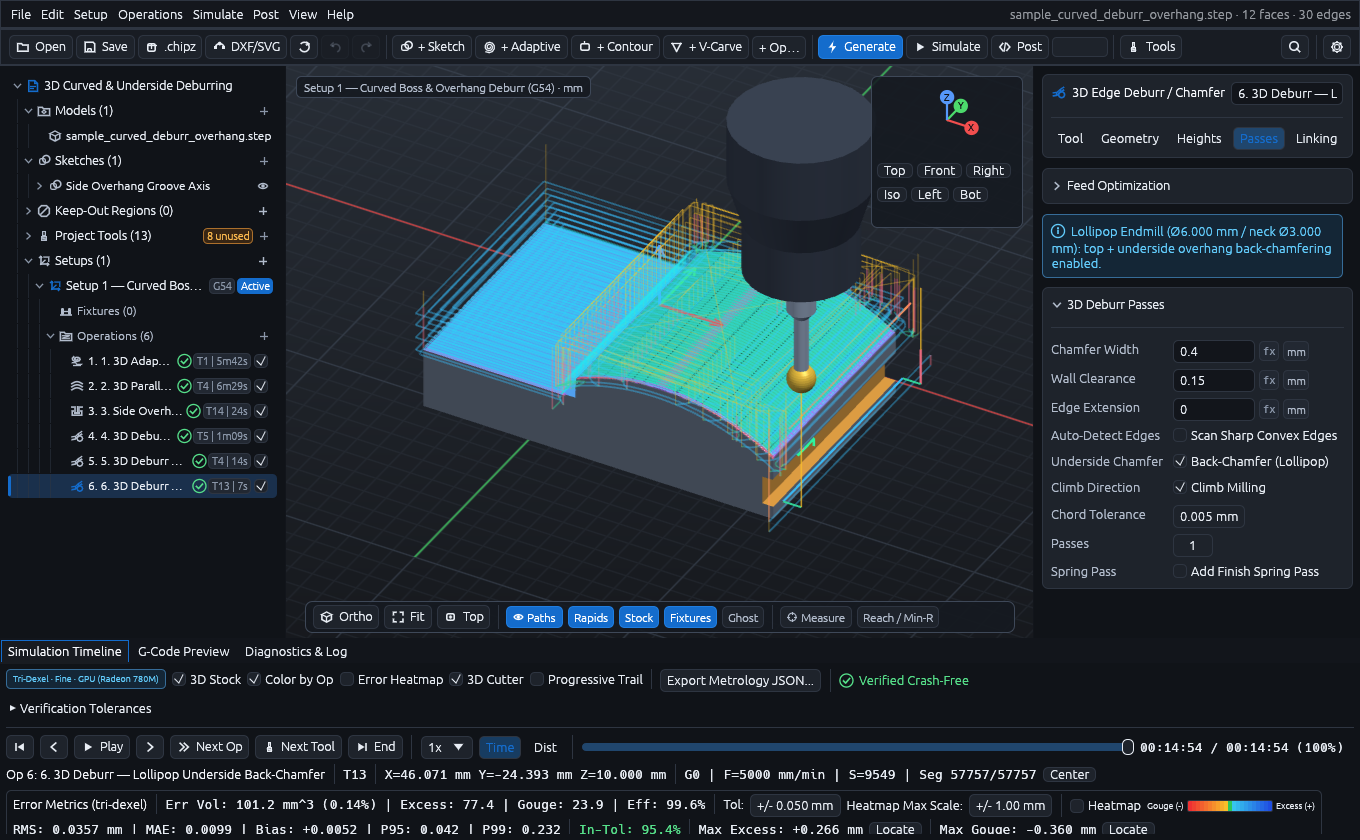 File Edit Setup Operations Simulate Post View Help
sample_curved_deburr_overhang.step · 12 faces · 30 edges
Open Save .chipz DXF/SVG + Sketch + Adaptive + Contour + V-Carve + Op… Generate Simulate Post Tools
3D Curved & Underside Deburring
Models (1) +
sample_curved_deburr_overhang.step
Sketches (1) +
Side Overhang Groove Axis
Keep-Out Regions (0) +
Project Tools (13) 8 unused +
Setups (1) +
Setup 1 — Curved Bos… G54 Active
Fixtures (0)
Operations (6) +
1. 1. 3D Adap… T1 | 5m42s
2. 2. 3D Parall… T4 | 6m29s
3. 3. Side Overh… T14 | 24s
4. 4. 3D Debu… T5 | 1m09s
5. 5. 3D Deburr … T4 | 14s
6. 6. 3D Deburr … T13 | 7s
Setup 1 — Curved Boss & Overhang Deburr (G54) · mm
Z
Y
X
Top Front Right
Iso Left Bot
Ortho Fit Top Paths Rapids Stock Fixtures Ghost Measure Reach / Min-R
3D Edge Deburr / Chamfer 6. 3D Deburr — L
Tool Geometry Heights Passes Linking
Feed Optimization
Lollipop Endmill (Ø6.000 mm / neck Ø3.000
mm): top + underside overhang back-chamfering
enabled.
3D Deburr Passes
Chamfer Width 0.4 fx mm
Wall Clearance 0.15 fx mm
Edge Extension 0 fx mm
Auto-Detect Edges Scan Sharp Convex Edges
Underside Chamfer Back-Chamfer (Lollipop)
Climb Direction Climb Milling
Chord Tolerance 0.005 mm
Passes 1
Spring Pass Add Finish Spring Pass
Simulation Timeline G-Code Preview Diagnostics & Log
Tri-Dexel · Fine · GPU (Radeon 780M) 3D Stock Color by Op Error Heatmap 3D Cutter Progressive Trail Export Metrology JSON… Verified Crash-Free
Verification Tolerances
Play Next Op Next Tool End 1x Time Dist 00:14:54 / 00:14:54 (100%)
Op 6: 6. 3D Deburr — Lollipop Underside Back-Chamfer T13 X=46.071 mm Y=-24.393 mm Z=10.000 mm G0 | F=5000 mm/min | S=9549 | Seg 57757/57757 Center
Error Metrics (tri-dexel) Err Vol: 101.2 mm^3 (0.14%) | Excess: 77.4 | Gouge: 23.9 | Eff: 99.6% Tol: +/- 0.050 mm Heatmap Max Scale: +/- 1.00 mm Heatmap Gouge (-) Excess (+)
RMS: 0.0357 mm | MAE: 0.0099 | Bias: +0.0052 | P95: 0.042 | P99: 0.232 In-Tol: 95.4% Max Excess: +0.266 mm Locate Max Gouge: -0.360 mm Locate